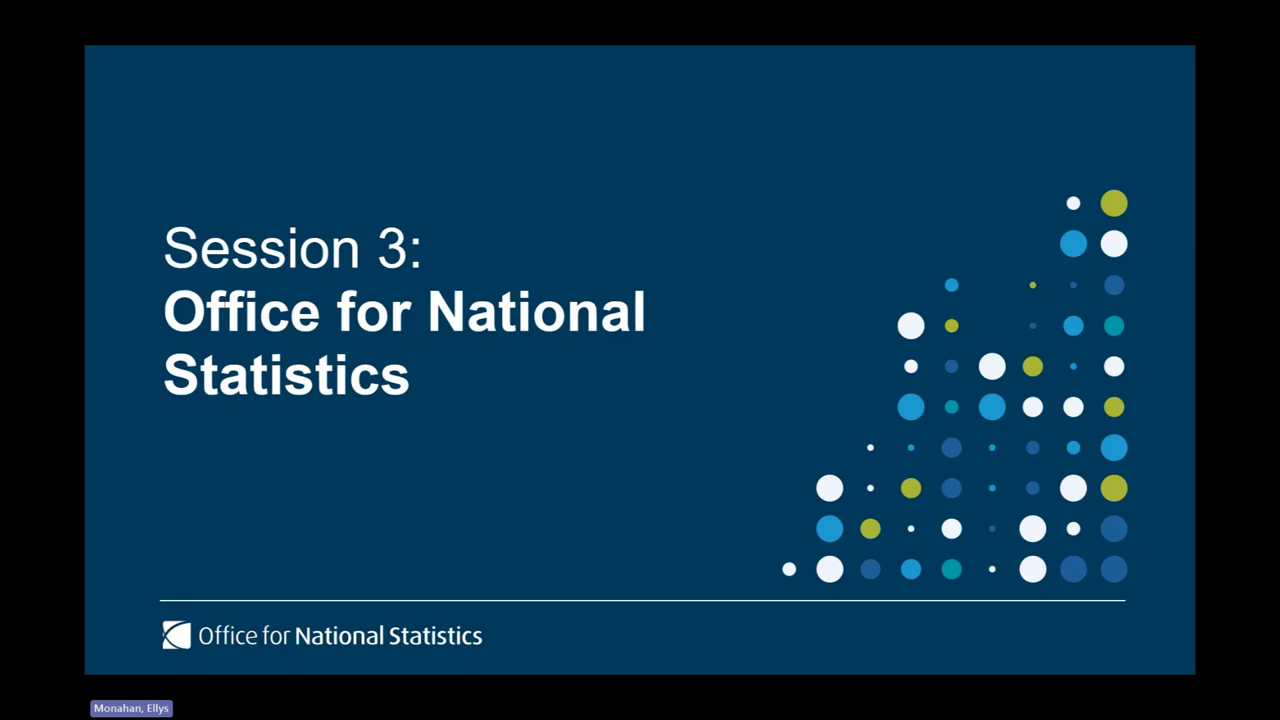 Session 3:
Office for National
Statistics
Office for National Statistics
Monahan, Ellys